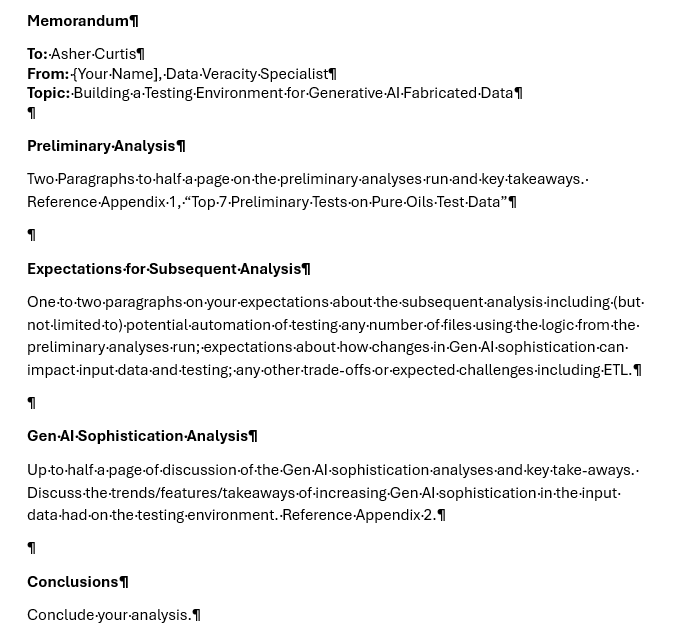 Memorandum¶
To:·Asher·Curtis¶
From:·{Your·Name],·Data·Veracity·Specialist¶
Topic:·Building·a·Testing·Environment·for·Generative·AI·Fabricated·Data¶
¶
Preliminary·Analysis¶
Two·Paragraphs·to·half·a·page·on·the·preliminary·analyses·run·and·key·takeaways.·
Reference·Appendix·1,·“Top·7·Preliminary·Tests·on·Pure·Oils·Test·Data”¶
¶
Expectations·for·Subsequent·Analysis¶
One·to·two·paragraphs·on·your·expectations·about·the·subsequent·analysis·including·(but·
not·limited·to)·potential·automation·of·testing·any·number·of·files·using·the·logic·from·the·
preliminary·analyses·run;·expectations·about·how·changes·in·Gen·AI·sophistication·can·
impact·input·data·and·testing;·any·other·trade-offs·or·expected·challenges·including·ETL.¶
¶
Gen·AI·Sophistication·Analysis¶
Up·to·half·a·page·of·discussion·of·the·Gen·AI·sophistication·analyses·and·key·take-aways.·
Discuss·the·trends/features/takeaways·of·increasing·Gen·AI·sophistication·in·the·input·
data·had·on·the·testing·environment.·Reference·Appendix·2.¶
¶
Conclusions¶
Conclude·your·analysis.¶